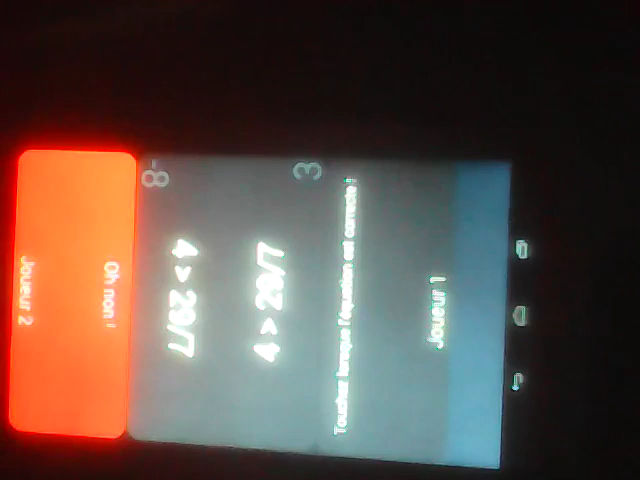 Joueur 2
Oh non !
-8
4 > 29/7
4 > 29/7
3
Touchez lorsque l'équation est correcte !
Joueur 1